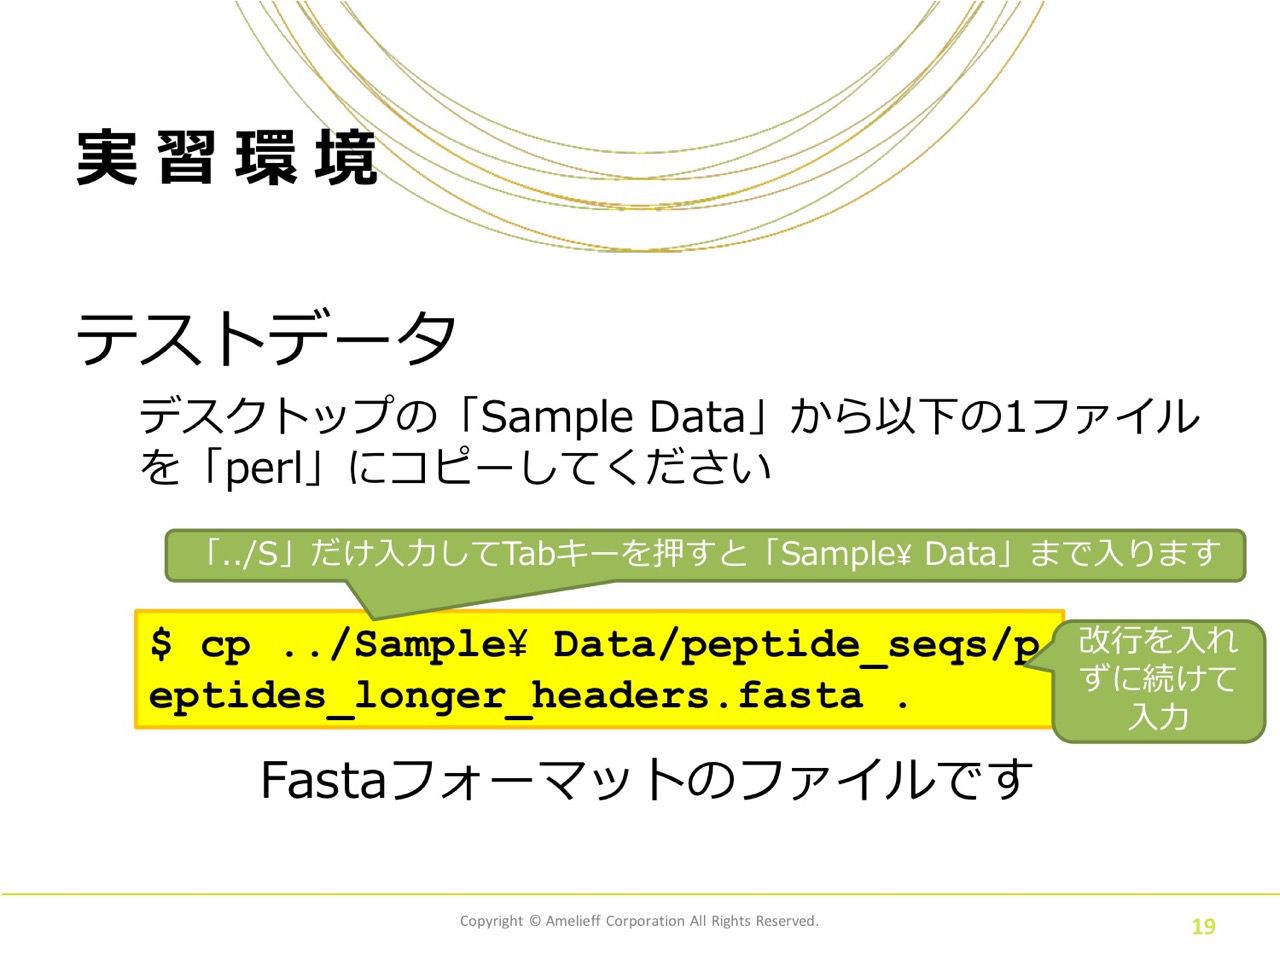 実習環境
テストデータ
デスクトップの「Sample Data」から以下の1ファイル
を「perl」にコピーしてください
「../S」だけ入力してTabキーを押すと「Sample¥ Data」まで入ります
$ cp ../Sample¥ Data/peptide_seqs/p
eptides_longer_headers.fasta .
改行を入れ
ずに続けて
入力
Fastaフォーマットのファイルです
Copyright © Amelieff Corporation All Rights Reserved.
19